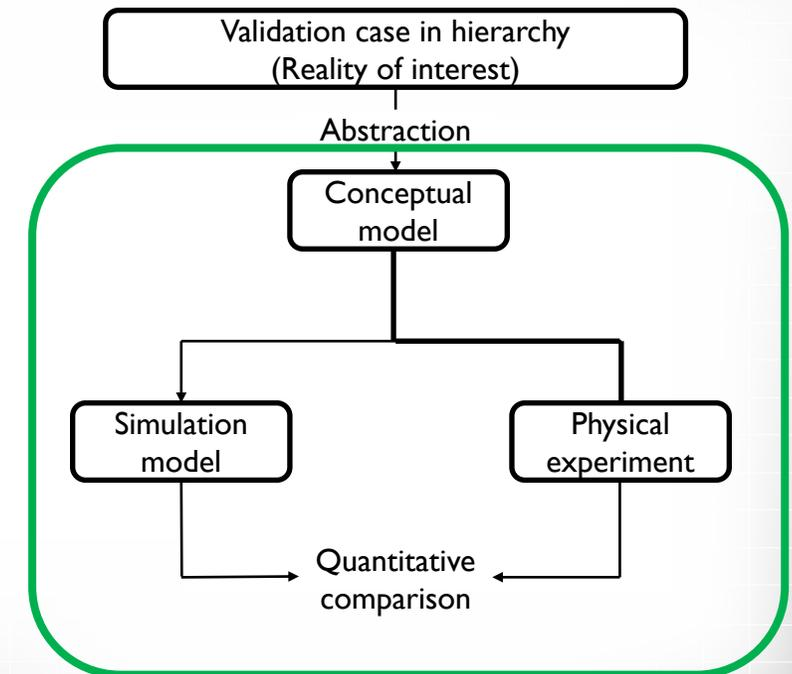 Validation case in hierarchy
(Reality of interest)
Abstraction
Conceptual
model
Simulation
model
Physical
experiment
Quantitative
comparison